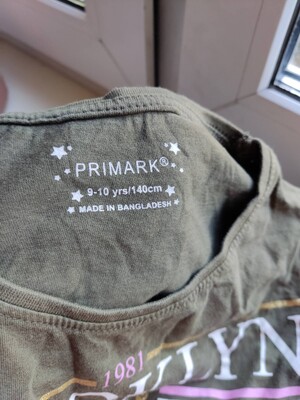 PRIMARK®
9-10 yrs/140cm
MADE IN BANGLADESH
1981